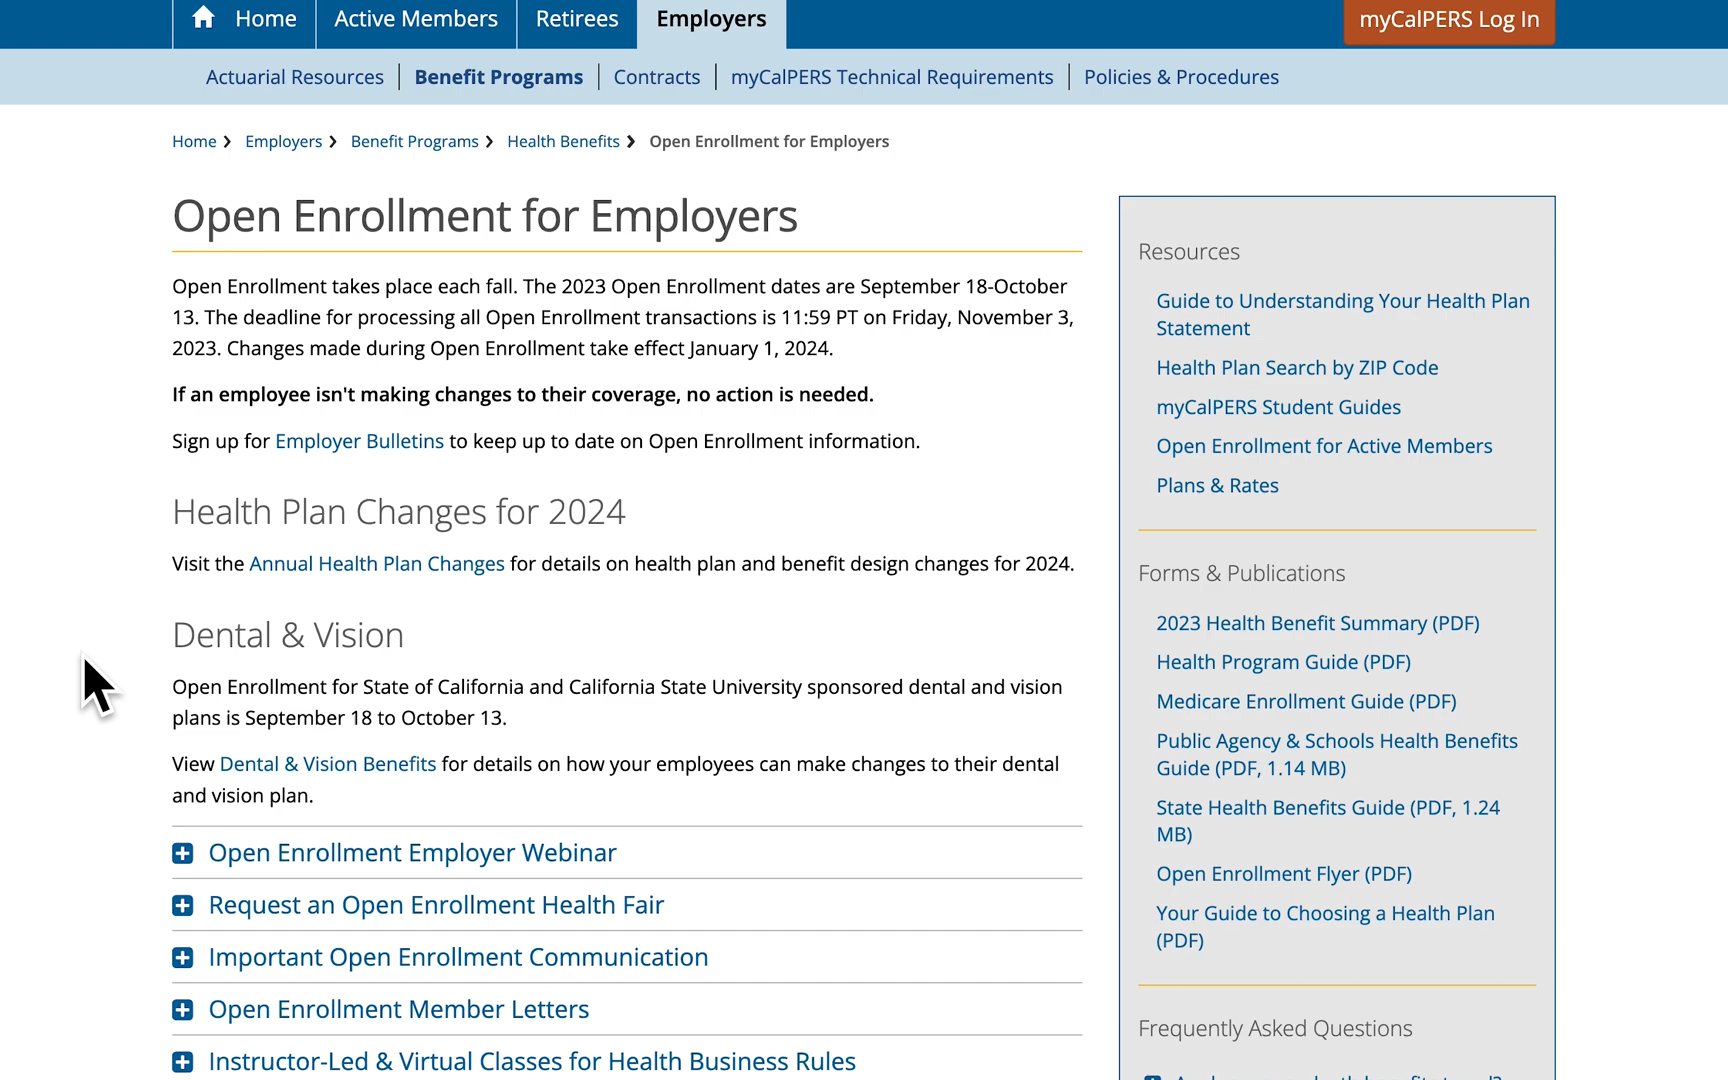 Home
Active Members
Retirees
Employers
myCalPERS Log In
Actuarial Resources
Benefit Programs
Contracts
myCalPERS Technical Requirements
Policies & Procedures
Home
Employers
Benefit Programs
Health Benefits
Open Enrollment for Employers
Open Enrollment for Employers
Open Enrollment takes place each fall. The 2023 Open Enrollment dates are September 18-October
13. The deadline for processing all Open Enrollment transactions is 11:59 PT on Friday, November 3,
2023. Changes made during Open Enrollment take effect January 1, 2024.
If an employee isn't making changes to their coverage, no action is needed.
Sign up for Employer Bulletins to keep up to date on Open Enrollment information.
Health Plan Changes for 2024
Visit the Annual Health Plan Changes for details on health plan and benefit design changes for 2024.
Dental & Vision
Open Enrollment for State of California and California State University sponsored dental and vision
plans is September 18 to October 13.
View Dental & Vision Benefits for details on how your employees can make changes to their dental
and vision plan.
Open Enrollment Employer Webinar
Request an Open Enrollment Health Fair
Important Open Enrollment Communication
Open Enrollment Member Letters
Instructor-Led & Virtual Classes for Health Business Rules
Resources
Guide to Understanding Your Health Plan
Statement
Health Plan Search by ZIP Code
myCalPERS Student Guides
Open Enrollment for Active Members
Plans & Rates
Forms & Publications
2023 Health Benefit Summary (PDF)
Health Program Guide (PDF)
Medicare Enrollment Guide (PDF)
Public Agency & Schools Health Benefits
Guide (PDF, 1.14 MB)
State Health Benefits Guide (PDF, 1.24
MB)
Open Enrollment Flyer (PDF)
Your Guide to Choosing a Health Plan
(PDF)
Frequently Asked Questions